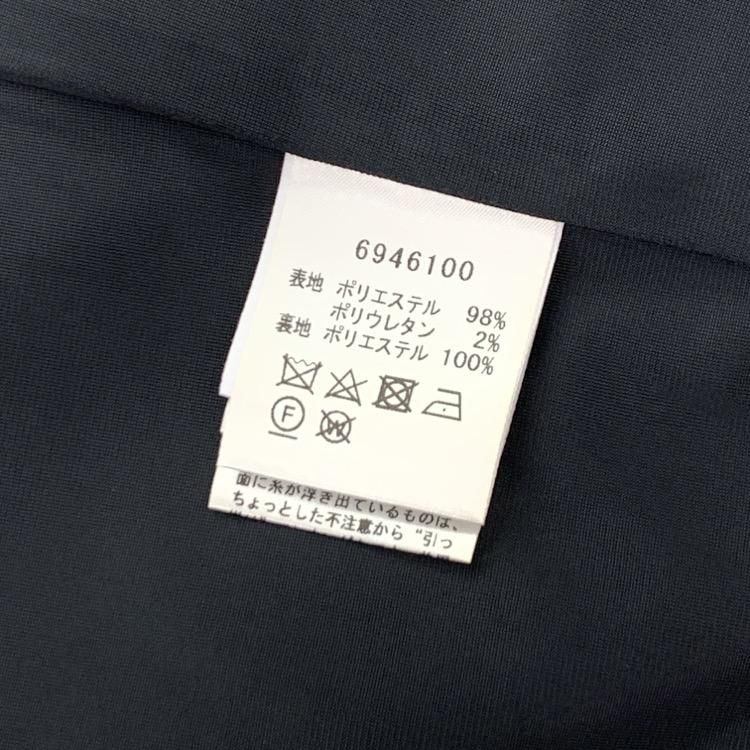 6946100
表地 ポリエステル 98%
ポリウレタン 2%
裏地 ポリエステル 100%
F W
面に糸が浮き出ているものは、
ちょっとした不注意から“引っ